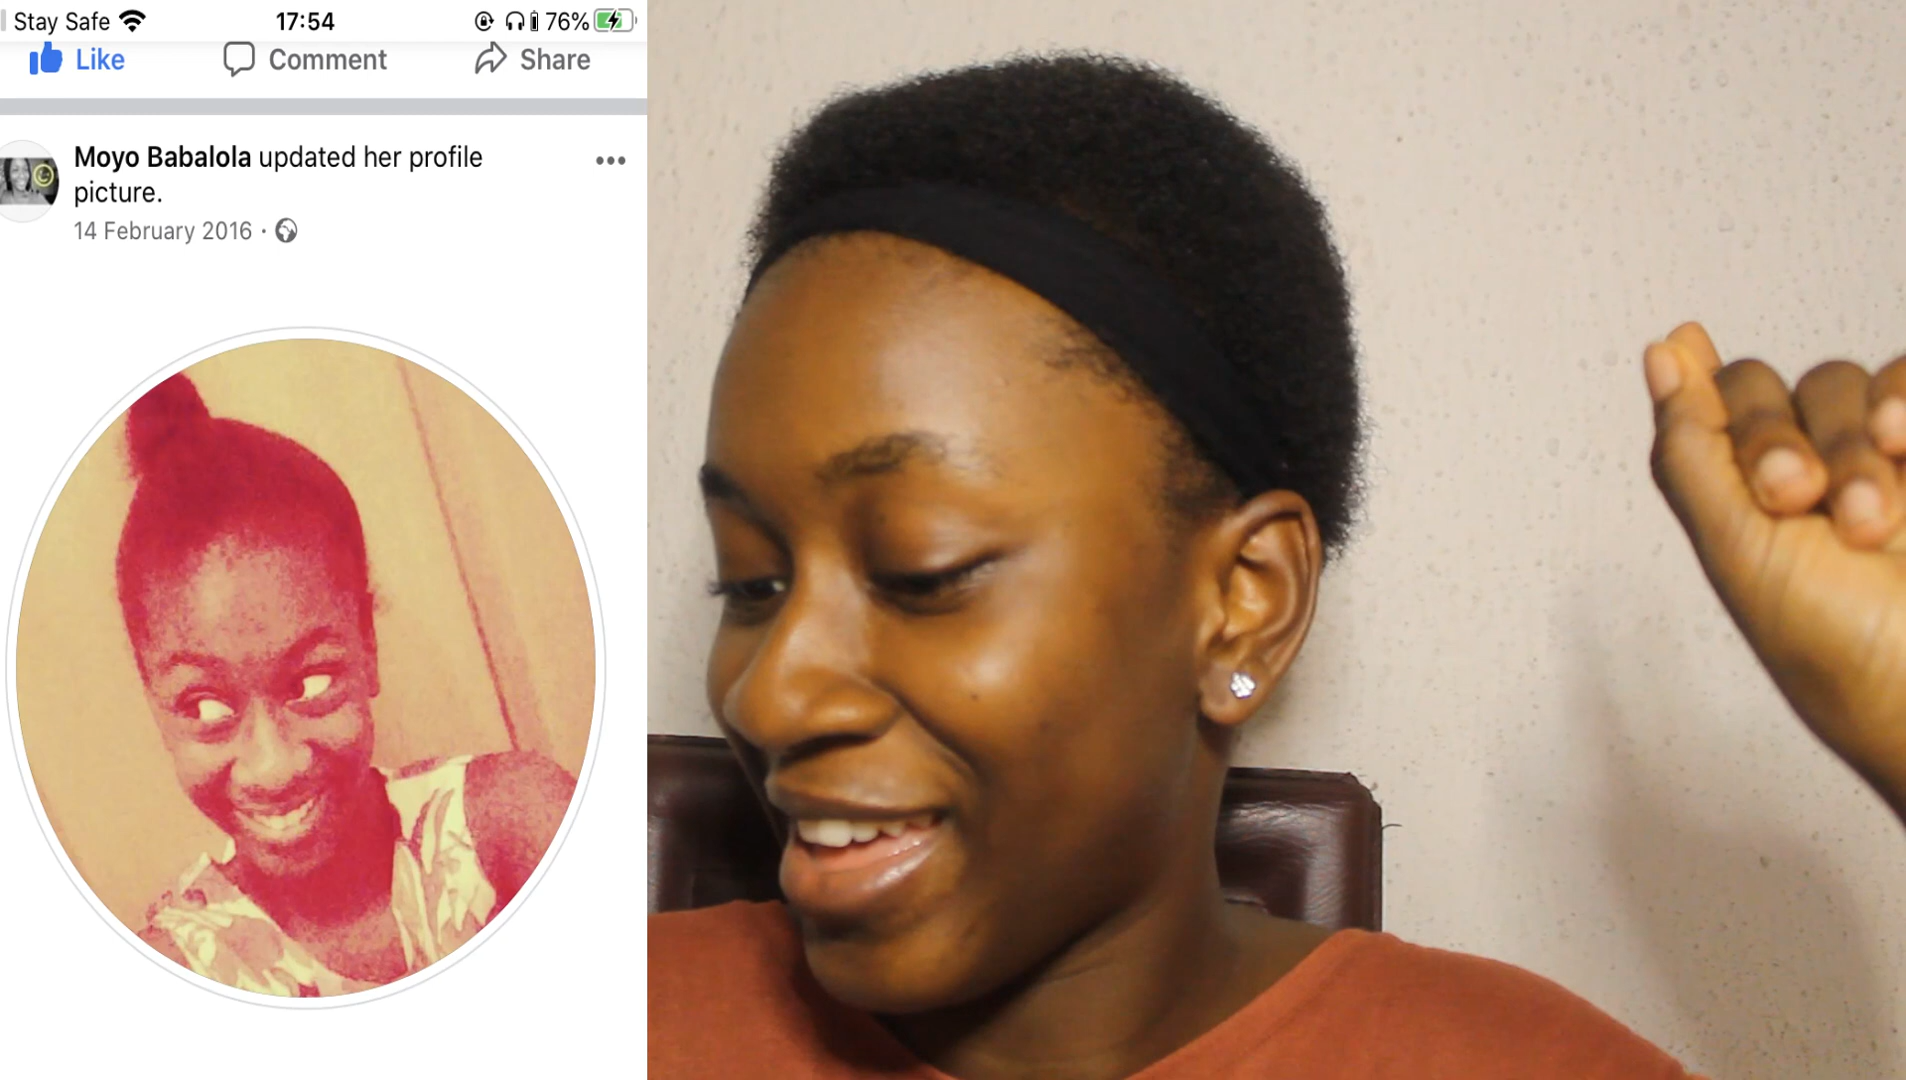 Stay Safe 17:54 76%
Like Comment Share
Moyo Babalola updated her profile
picture.
14 February 2016 ·